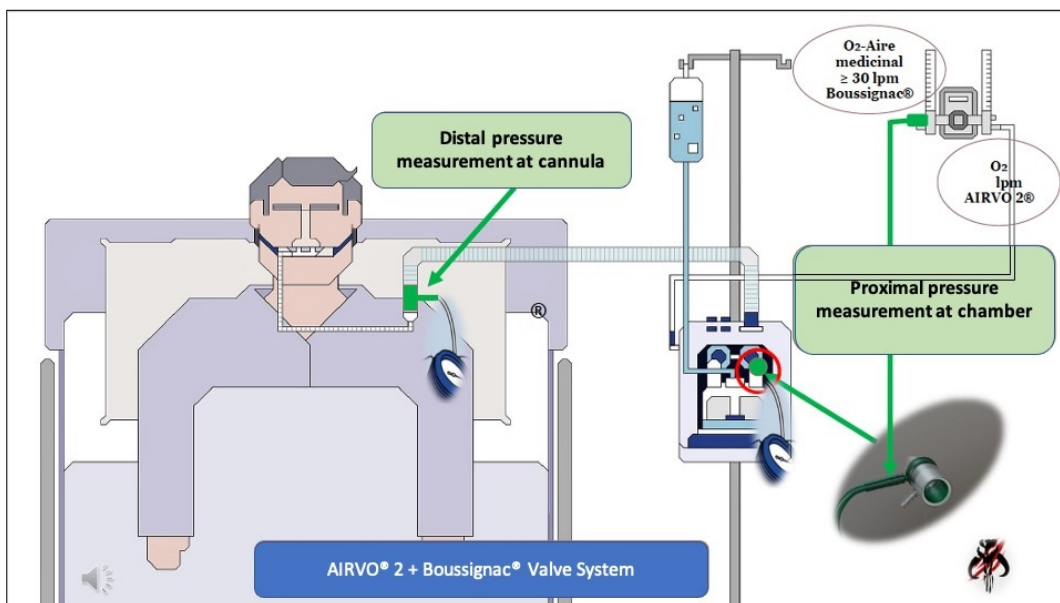 O2-Aire
medicinal
≥ 30 lpm
Boussignac®
Distal pressure
measurement at cannula
O2
lpm
AIRVO 2®
Proximal pressure
measurement at chamber
®
AIRVO® 2 + Boussignac® Valve System